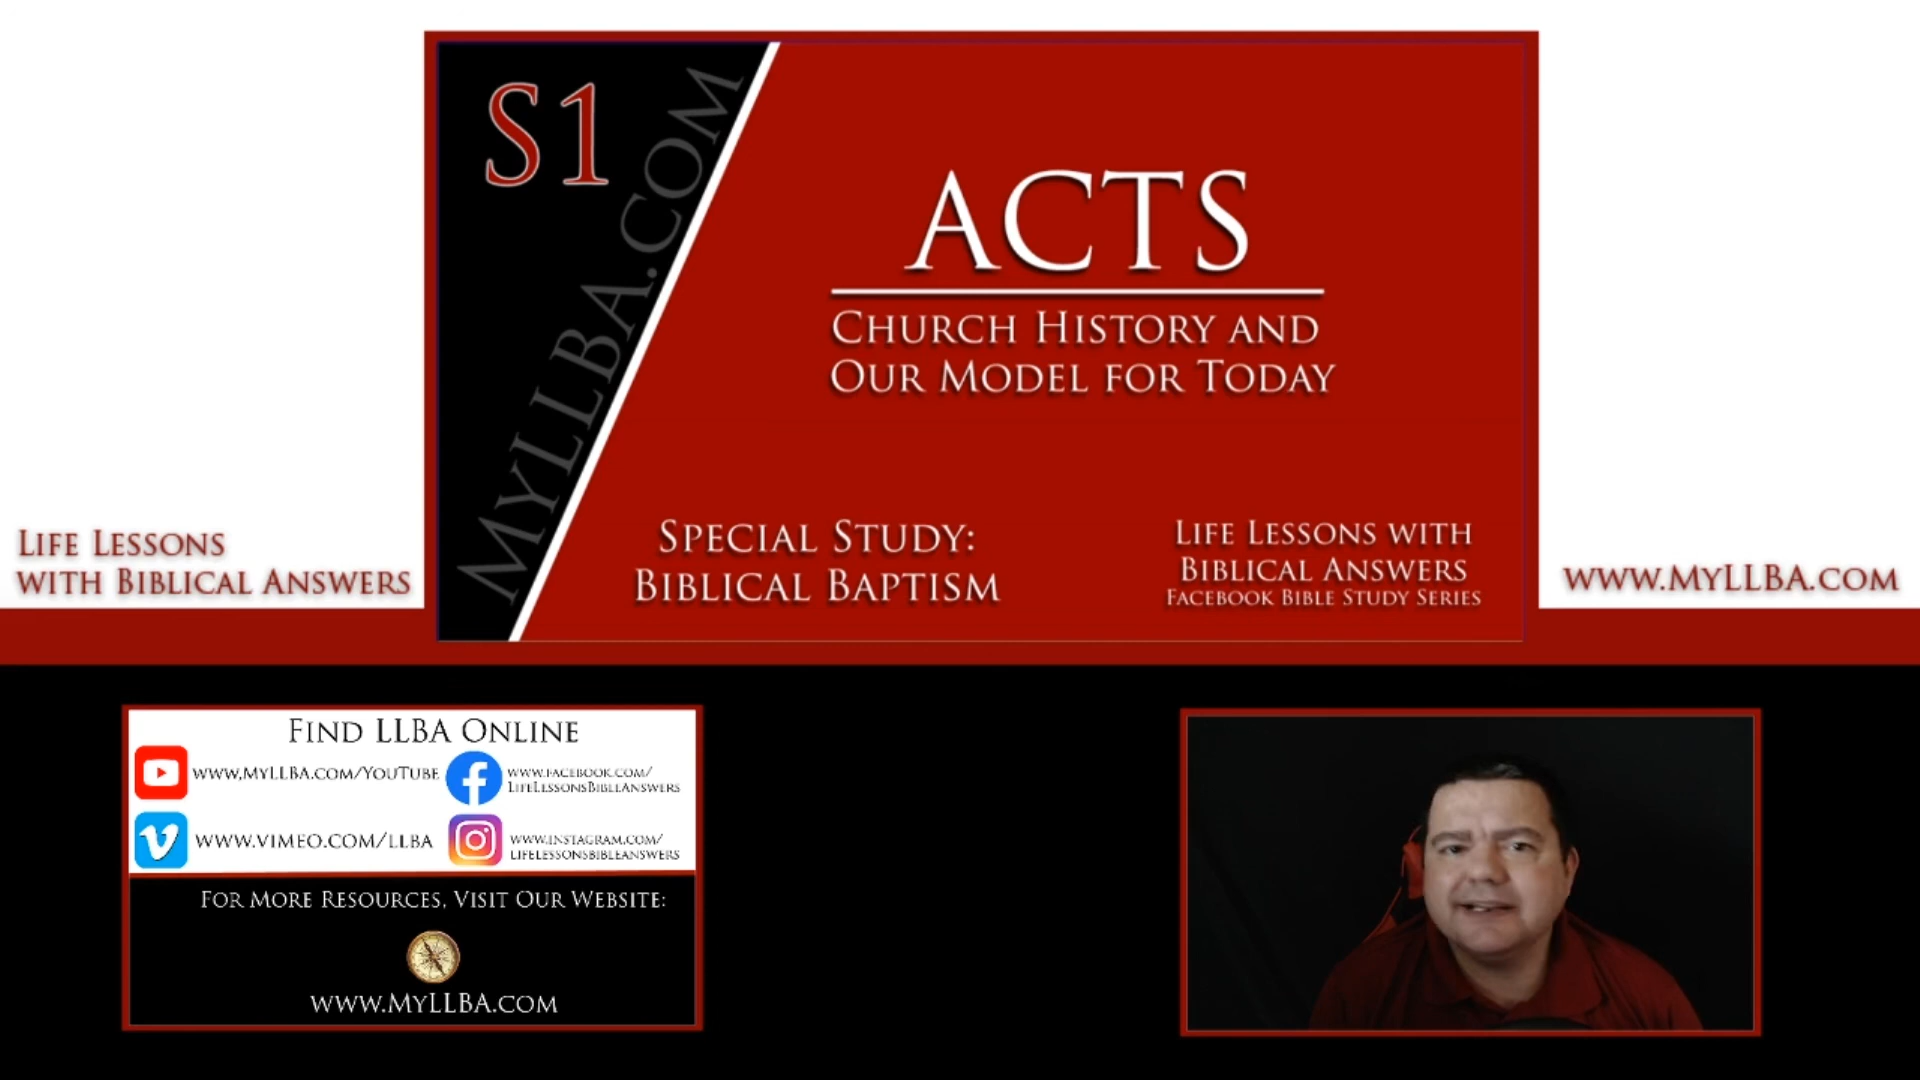 S1
MyLLBA.com
Acts
Church History and
Our Model for Today
Special Study:
Biblical Baptism
Life Lessons with
Biblical Answers
Facebook Bible Study Series
Life Lessons
with Biblical Answers
www.MyLLBA.com
Find LLBA Online
www.MyLLBA.com/YouTube
www.facebook.com/
LifeLessonsBibleAnswers
www.vimeo.com/llba
www.instagram.com/
lifelessonsbibleanswers
For More Resources, Visit Our Website:
www.MyLLBA.com